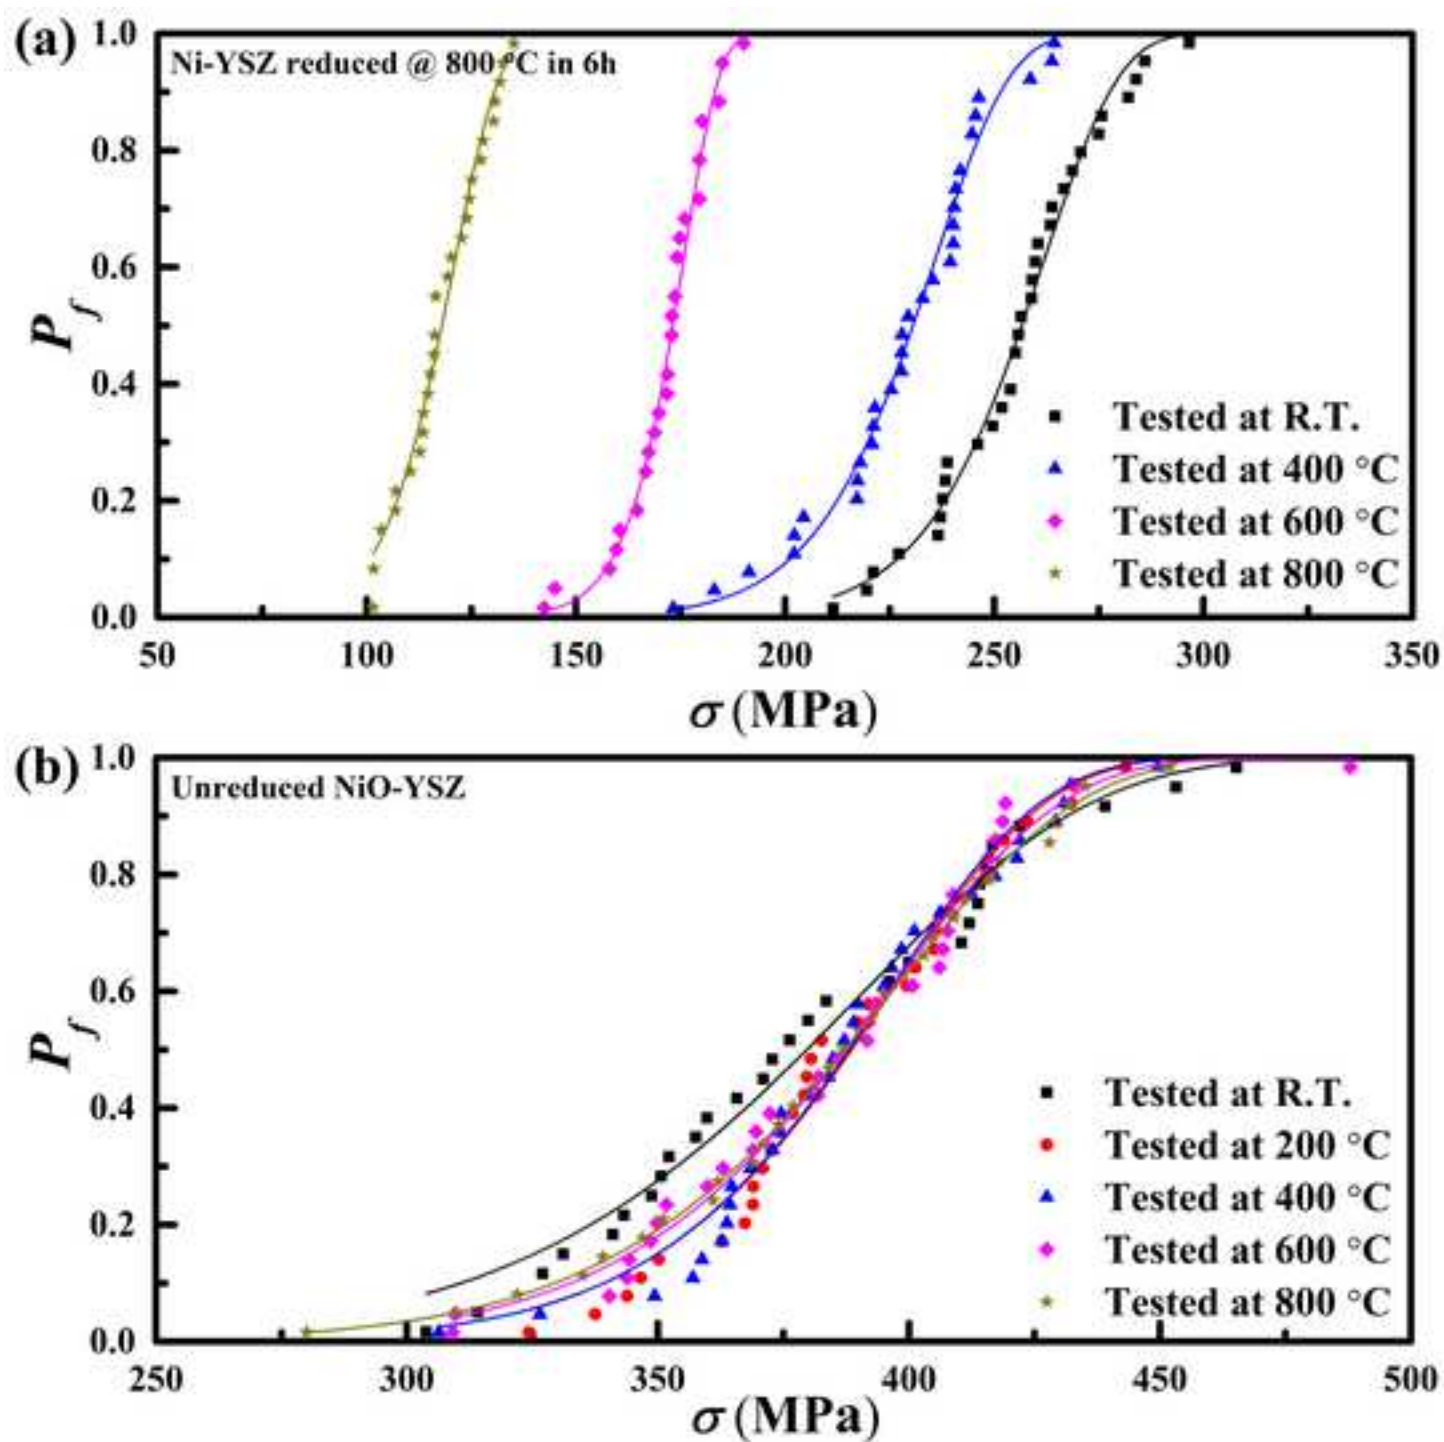 (a)
Ni-YSZ reduced @ 800 °C in 6h
1.0
0.8
0.6
0.4
0.2
0.0
P_f
Tested at R.T.
Tested at 400 °C
Tested at 600 °C
Tested at 800 °C
50 100 150 200 250 300 350
σ (MPa)
(b)
Unreduced NiO-YSZ
1.0
0.8
0.6
0.4
0.2
0.0
P_f
Tested at R.T.
Tested at 200 °C
Tested at 400 °C
Tested at 600 °C
Tested at 800 °C
250 300 350 400 450 500
σ (MPa)